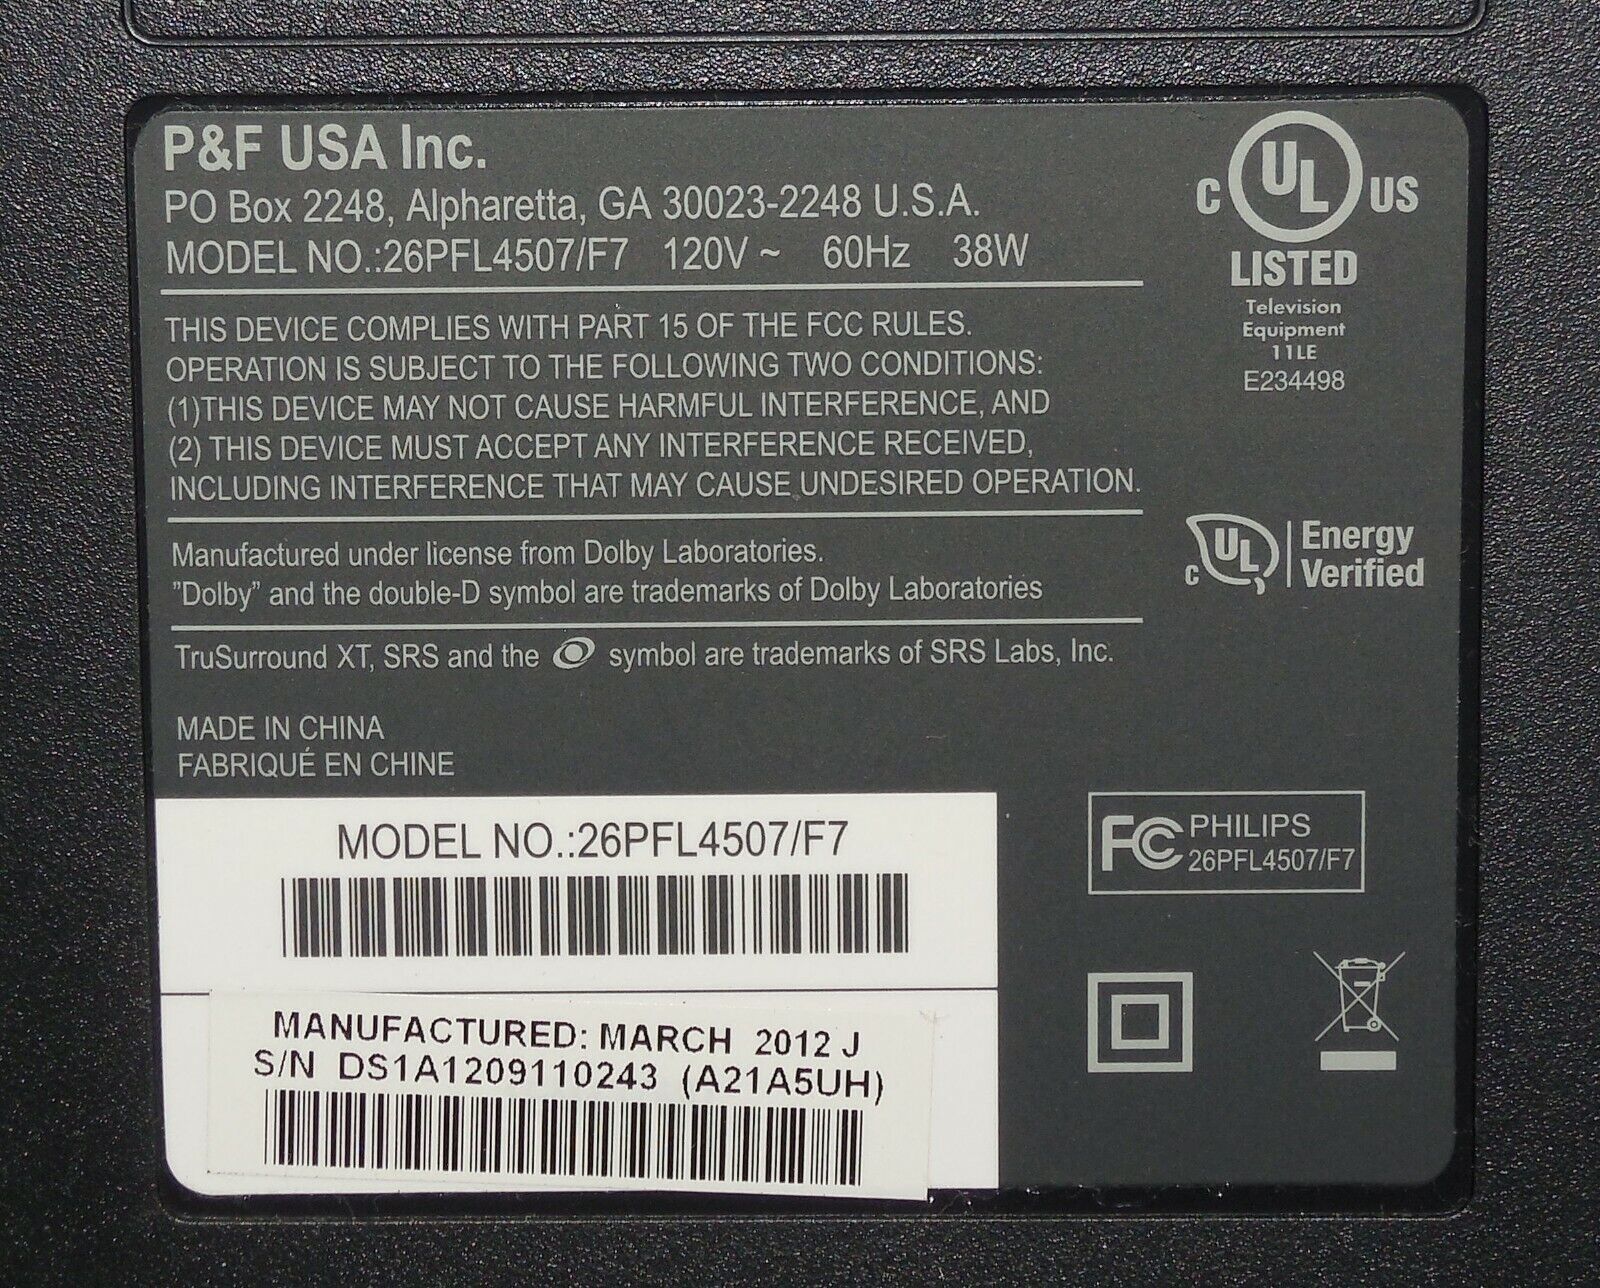 P&F USA Inc.
PO Box 2248, Alpharetta, GA 30023-2248 U.S.A.
MODEL NO.:26PFL4507/F7 120V ~ 60Hz 38W
THIS DEVICE COMPLIES WITH PART 15 OF THE FCC RULES.
OPERATION IS SUBJECT TO THE FOLLOWING TWO CONDITIONS:
(1)THIS DEVICE MAY NOT CAUSE HARMFUL INTERFERENCE, AND
(2) THIS DEVICE MUST ACCEPT ANY INTERFERENCE RECEIVED,
INCLUDING INTERFERENCE THAT MAY CAUSE UNDESIRED OPERATION.
Manufactured under license from Dolby Laboratories.
"Dolby" and the double-D symbol are trademarks of Dolby Laboratories
TruSurround XT, SRS and the symbol are trademarks of SRS Labs, Inc.
MADE IN CHINA
FABRIQUÉ EN CHINE
C UL US
LISTED
Television
Equipment
11LE
E234498
C UL Energy
Verified
MODEL NO.:26PFL4507/F7
MANUFACTURED: MARCH 2012 J
S/N DS1A1209110243 (A21A5UH)
FC PHILIPS
26PFL4507/F7